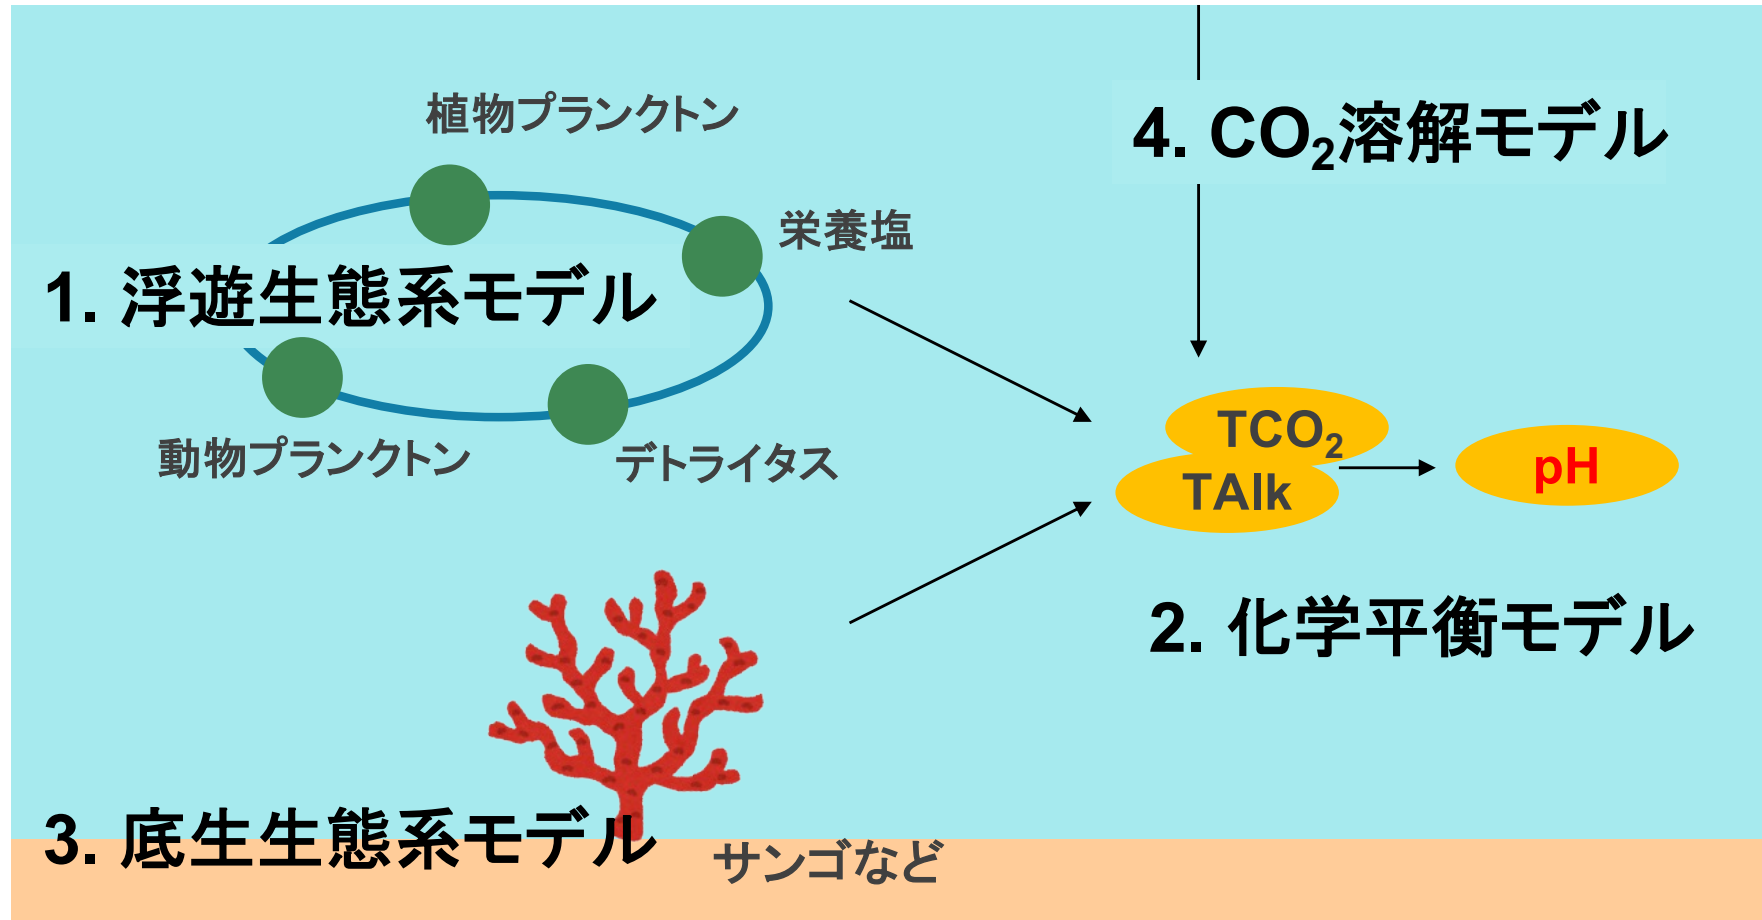 植物プランクトン
4. CO₂溶解モデル
栄養塩
1. 浮遊生態系モデル
動物プランクトン
デトライタス
TCO₂
TAlk
pH
2. 化学平衡モデル
3. 底生生態系モデル
サンゴなど